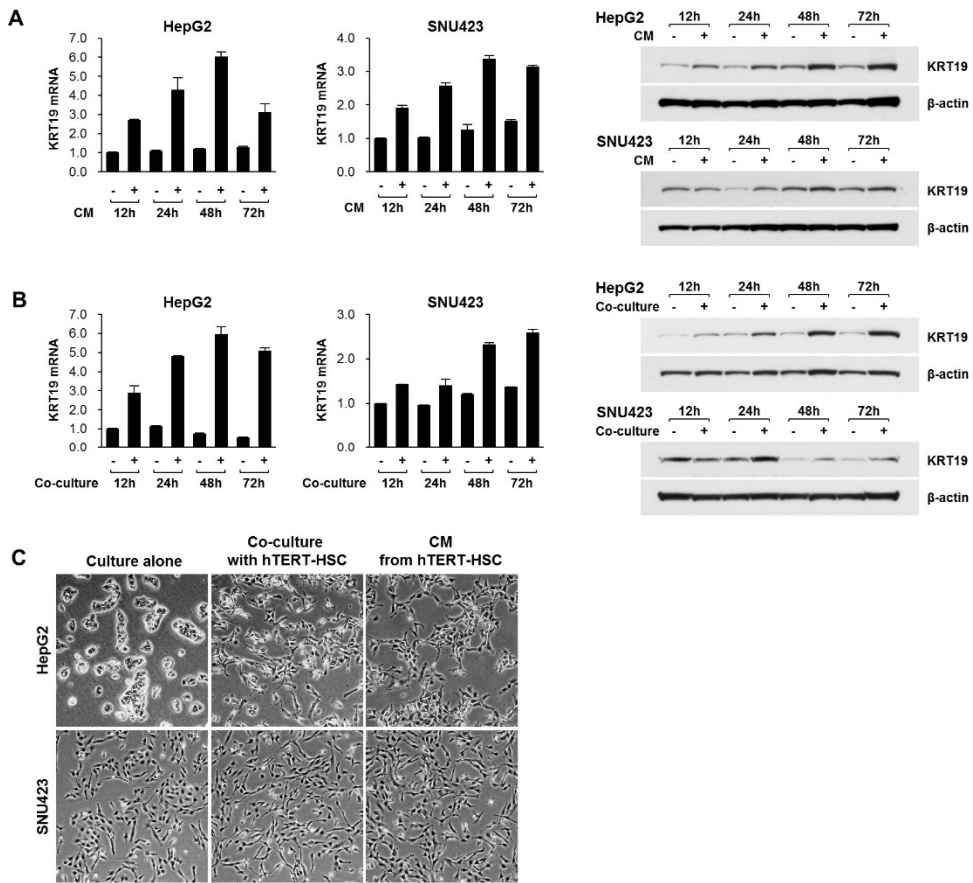 A
HepG2
KRT19 mRNA
7.0
6.0
5.0
4.0
3.0
2.0
1.0
0.0
- + - + - + - +
CM 12h 24h 48h 72h
SNU423
KRT19 mRNA
4.0
3.0
2.0
1.0
0.0
- + - + - + - +
CM 12h 24h 48h 72h
HepG2 12h 24h 48h 72h
CM - + - + - + - +
KRT19
β-actin
SNU423 12h 24h 48h 72h
CM - + - + - + - +
KRT19
β-actin
B
HepG2
KRT19 mRNA
7.0
6.0
5.0
4.0
3.0
2.0
1.0
0.0
- + - + - + - +
Co-culture 12h 24h 48h 72h
SNU423
KRT19 mRNA
3.0
2.0
1.0
0.0
- + - + - + - +
Co-culture 12h 24h 48h 72h
HepG2 12h 24h 48h 72h
Co-culture - + - + - + - +
KRT19
β-actin
SNU423 12h 24h 48h 72h
Co-culture - + - + - + - +
KRT19
β-actin
C
Culture alone
Co-culture
with hTERT-HSC
CM
from hTERT-HSC
HepG2
SNU423